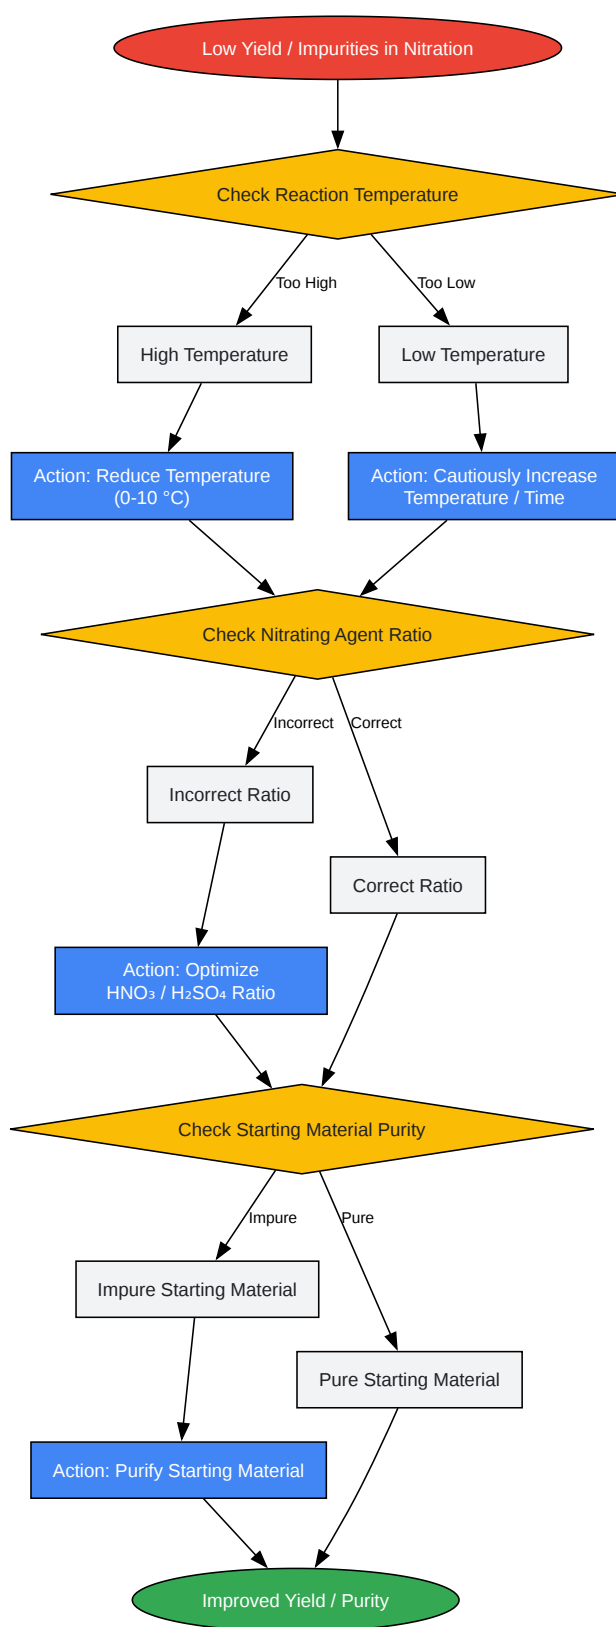 Low Yield / Impurities in Nitration
Check Reaction Temperature
Too High
Too Low
High Temperature
Low Temperature
Action: Reduce Temperature
(0-10 °C)
Action: Cautiously Increase
Temperature / Time
Check Nitrating Agent Ratio
Incorrect
Correct
Incorrect Ratio
Correct Ratio
Action: Optimize
HNO₃ / H₂SO₄ Ratio
Check Starting Material Purity
Impure
Pure
Impure Starting Material
Pure Starting Material
Action: Purify Starting Material
Improved Yield / Purity